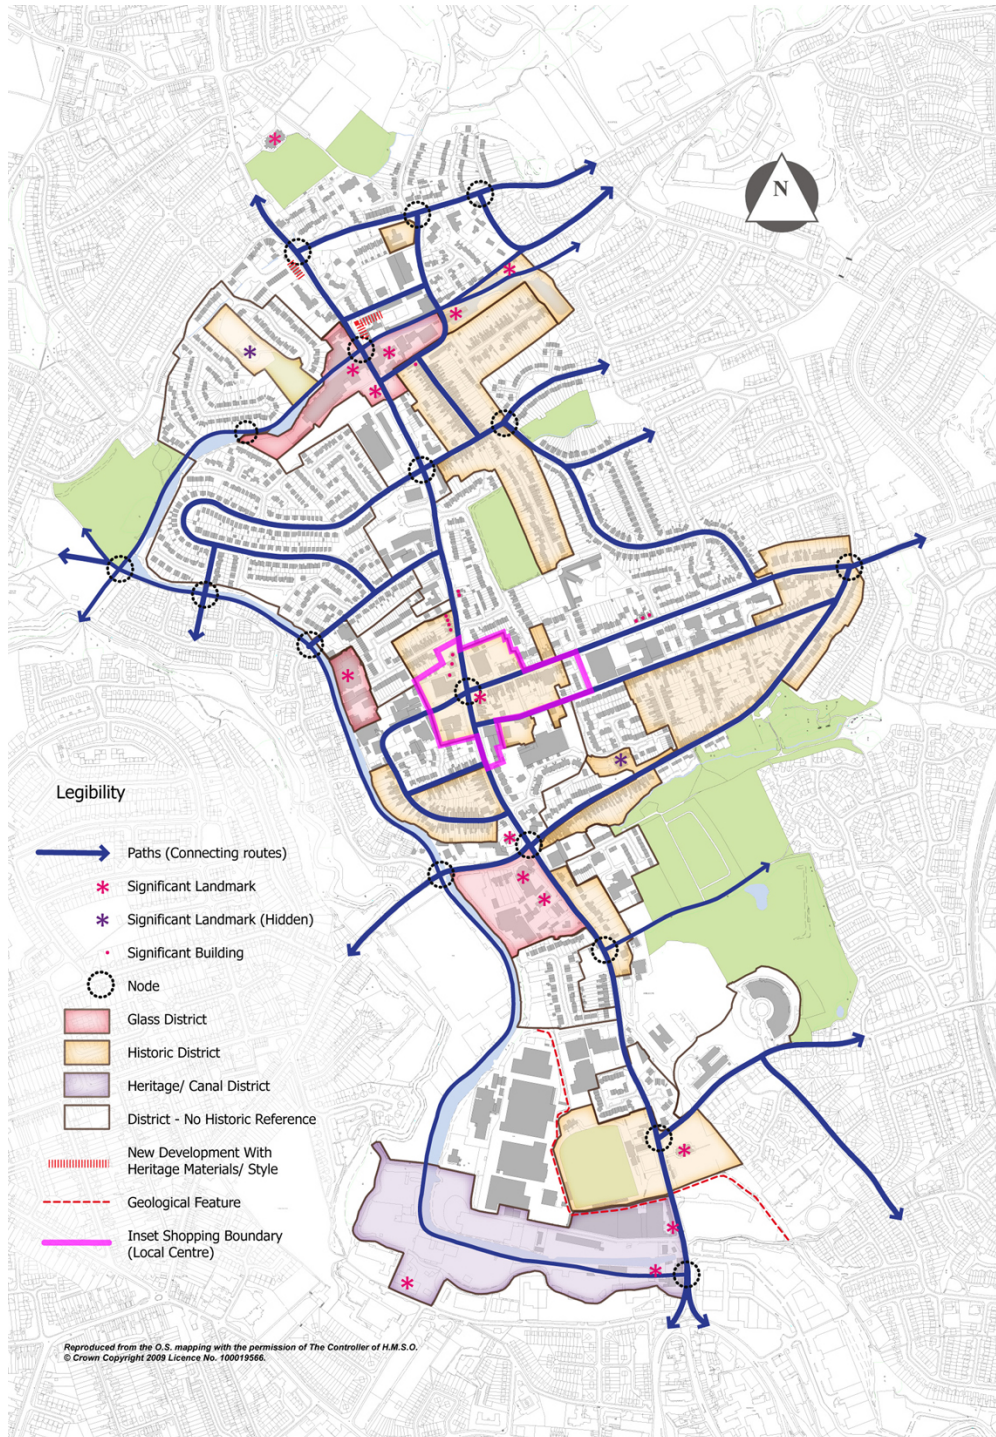 N
Legibility
Paths (Connecting routes)
Significant Landmark
Significant Landmark (Hidden)
Significant Building
Node
Glass District
Historic District
Heritage/ Canal District
District - No Historic Reference
New Development With
Heritage Materials/ Style
Geological Feature
Inset Shopping Boundary
(Local Centre)
Reproduced from the O.S. mapping with the permission of The Controller of H.M.S.O.
© Crown Copyright 2009 Licence No. 100019566.